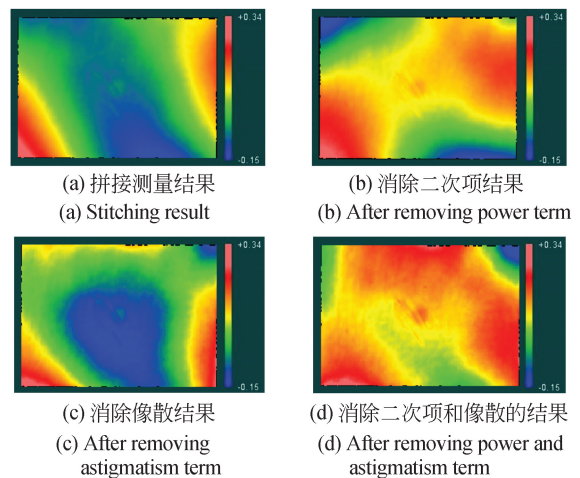 +0.34
-0.15
+0.34
-0.15
(a) 拼接测量结果
(a) Stitching result
(b) 消除二次项结果
(b) After removing power term
+0.34
-0.15
+0.34
-0.15
(c) 消除像散结果
(c) After removing
astigmatism term
(d) 消除二次项和像散的结果
(d) After removing power and
astigmatism term